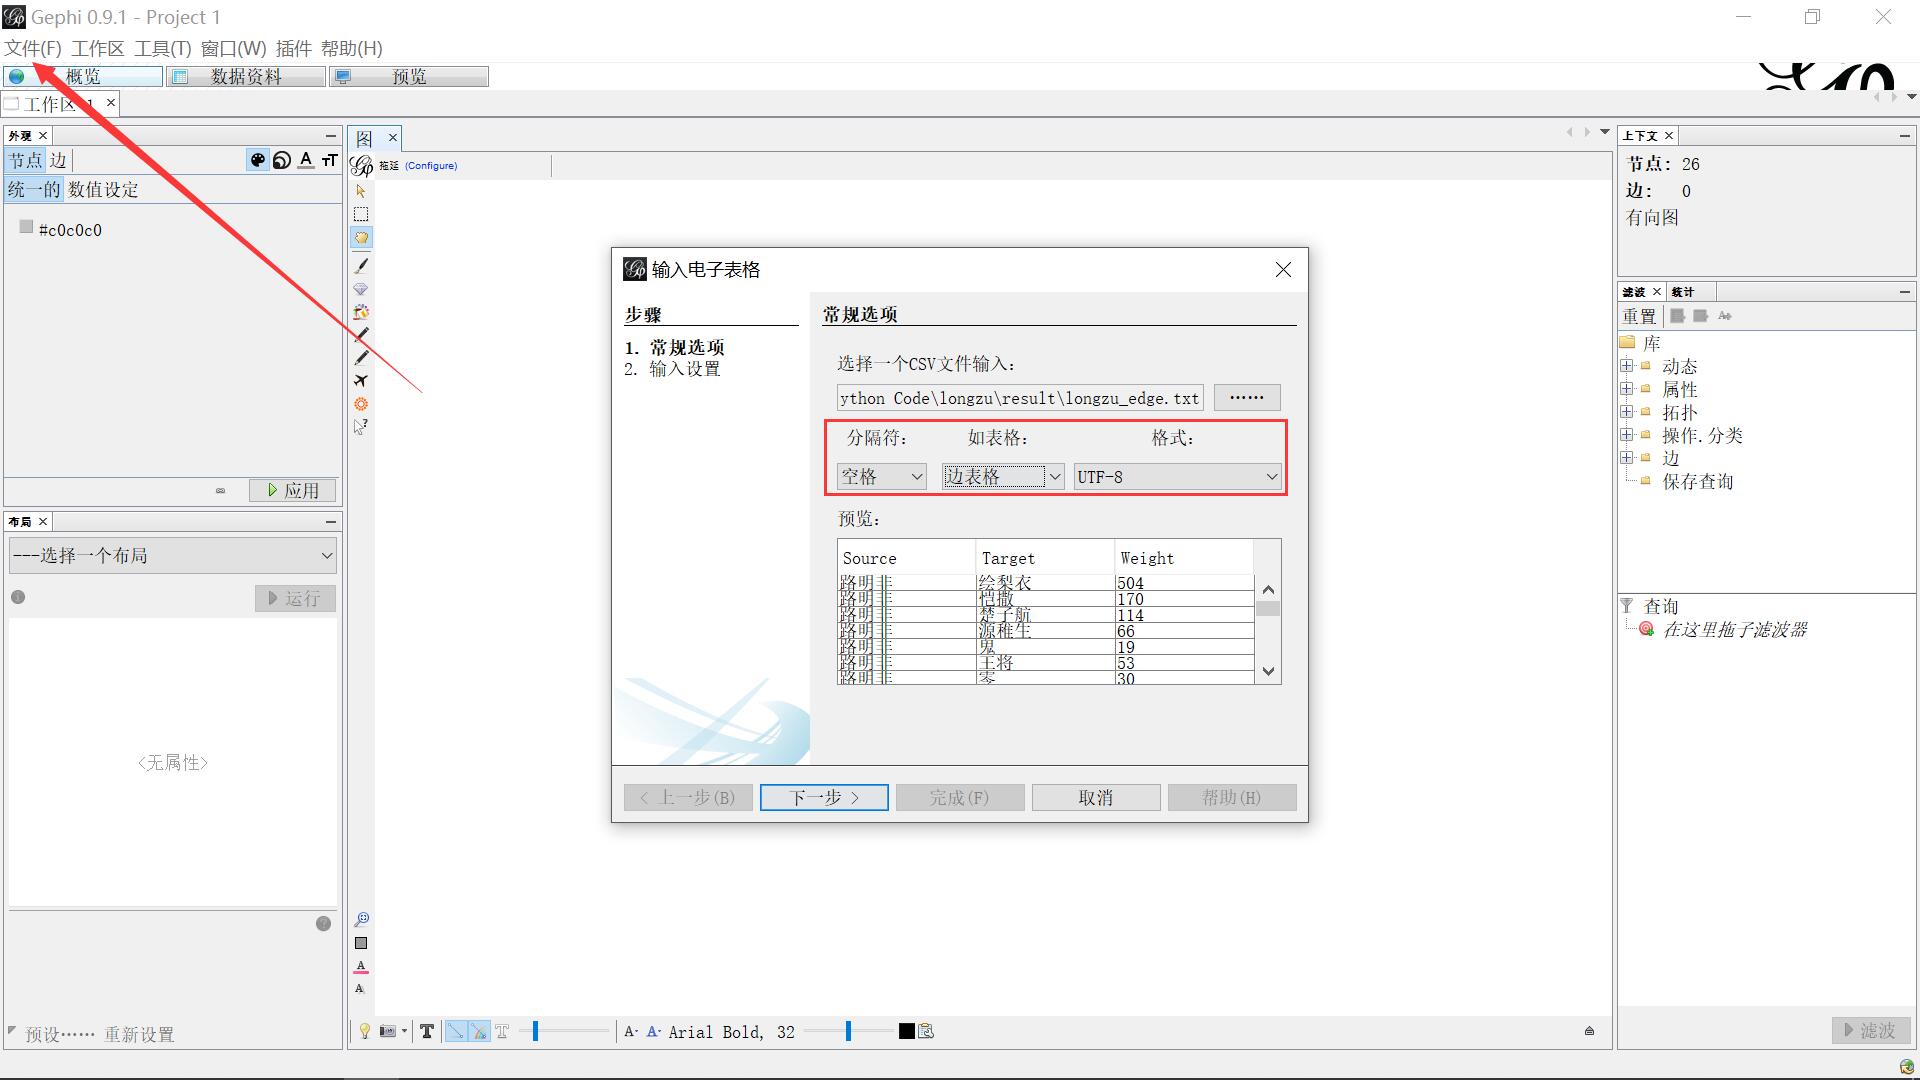 Gephi 0.9.1 - Project 1
文件(F) 工作区 工具(T) 窗口(W) 插件 帮助(H)
概览 数据资料 预览
工作区 1
外观
节点 边
统一的 数值设定
#c0c0c0
应用
布局
---选择一个布局
运行
<无属性>
预设…… 重新设置
图
拖延 (Configure)
输入电子表格
步骤
1. 常规选项
2. 输入设置
常规选项
选择一个CSV文件输入:
ython Code\longzu\result\longzu_edge.txt ……
分隔符: 如表格: 格式:
空格 边表格 UTF-8
预览:
Source Target Weight
路明非 绘梨衣 504
路明非 恺撒 170
路明非 楚子航 114
路明非 源稚生 66
路明非 鬼 19
路明非 王将 53
路明非 零 30
< 上一步(B) 下一步 > 完成(F) 取消 帮助(H)
A- A- Arial Bold, 32
上下文
节点: 26
边: 0
有向图
滤波 统计
重置
库
动态
属性
拓扑
操作.分类
边
保存查询
查询
在这里拖子滤波器
滤波